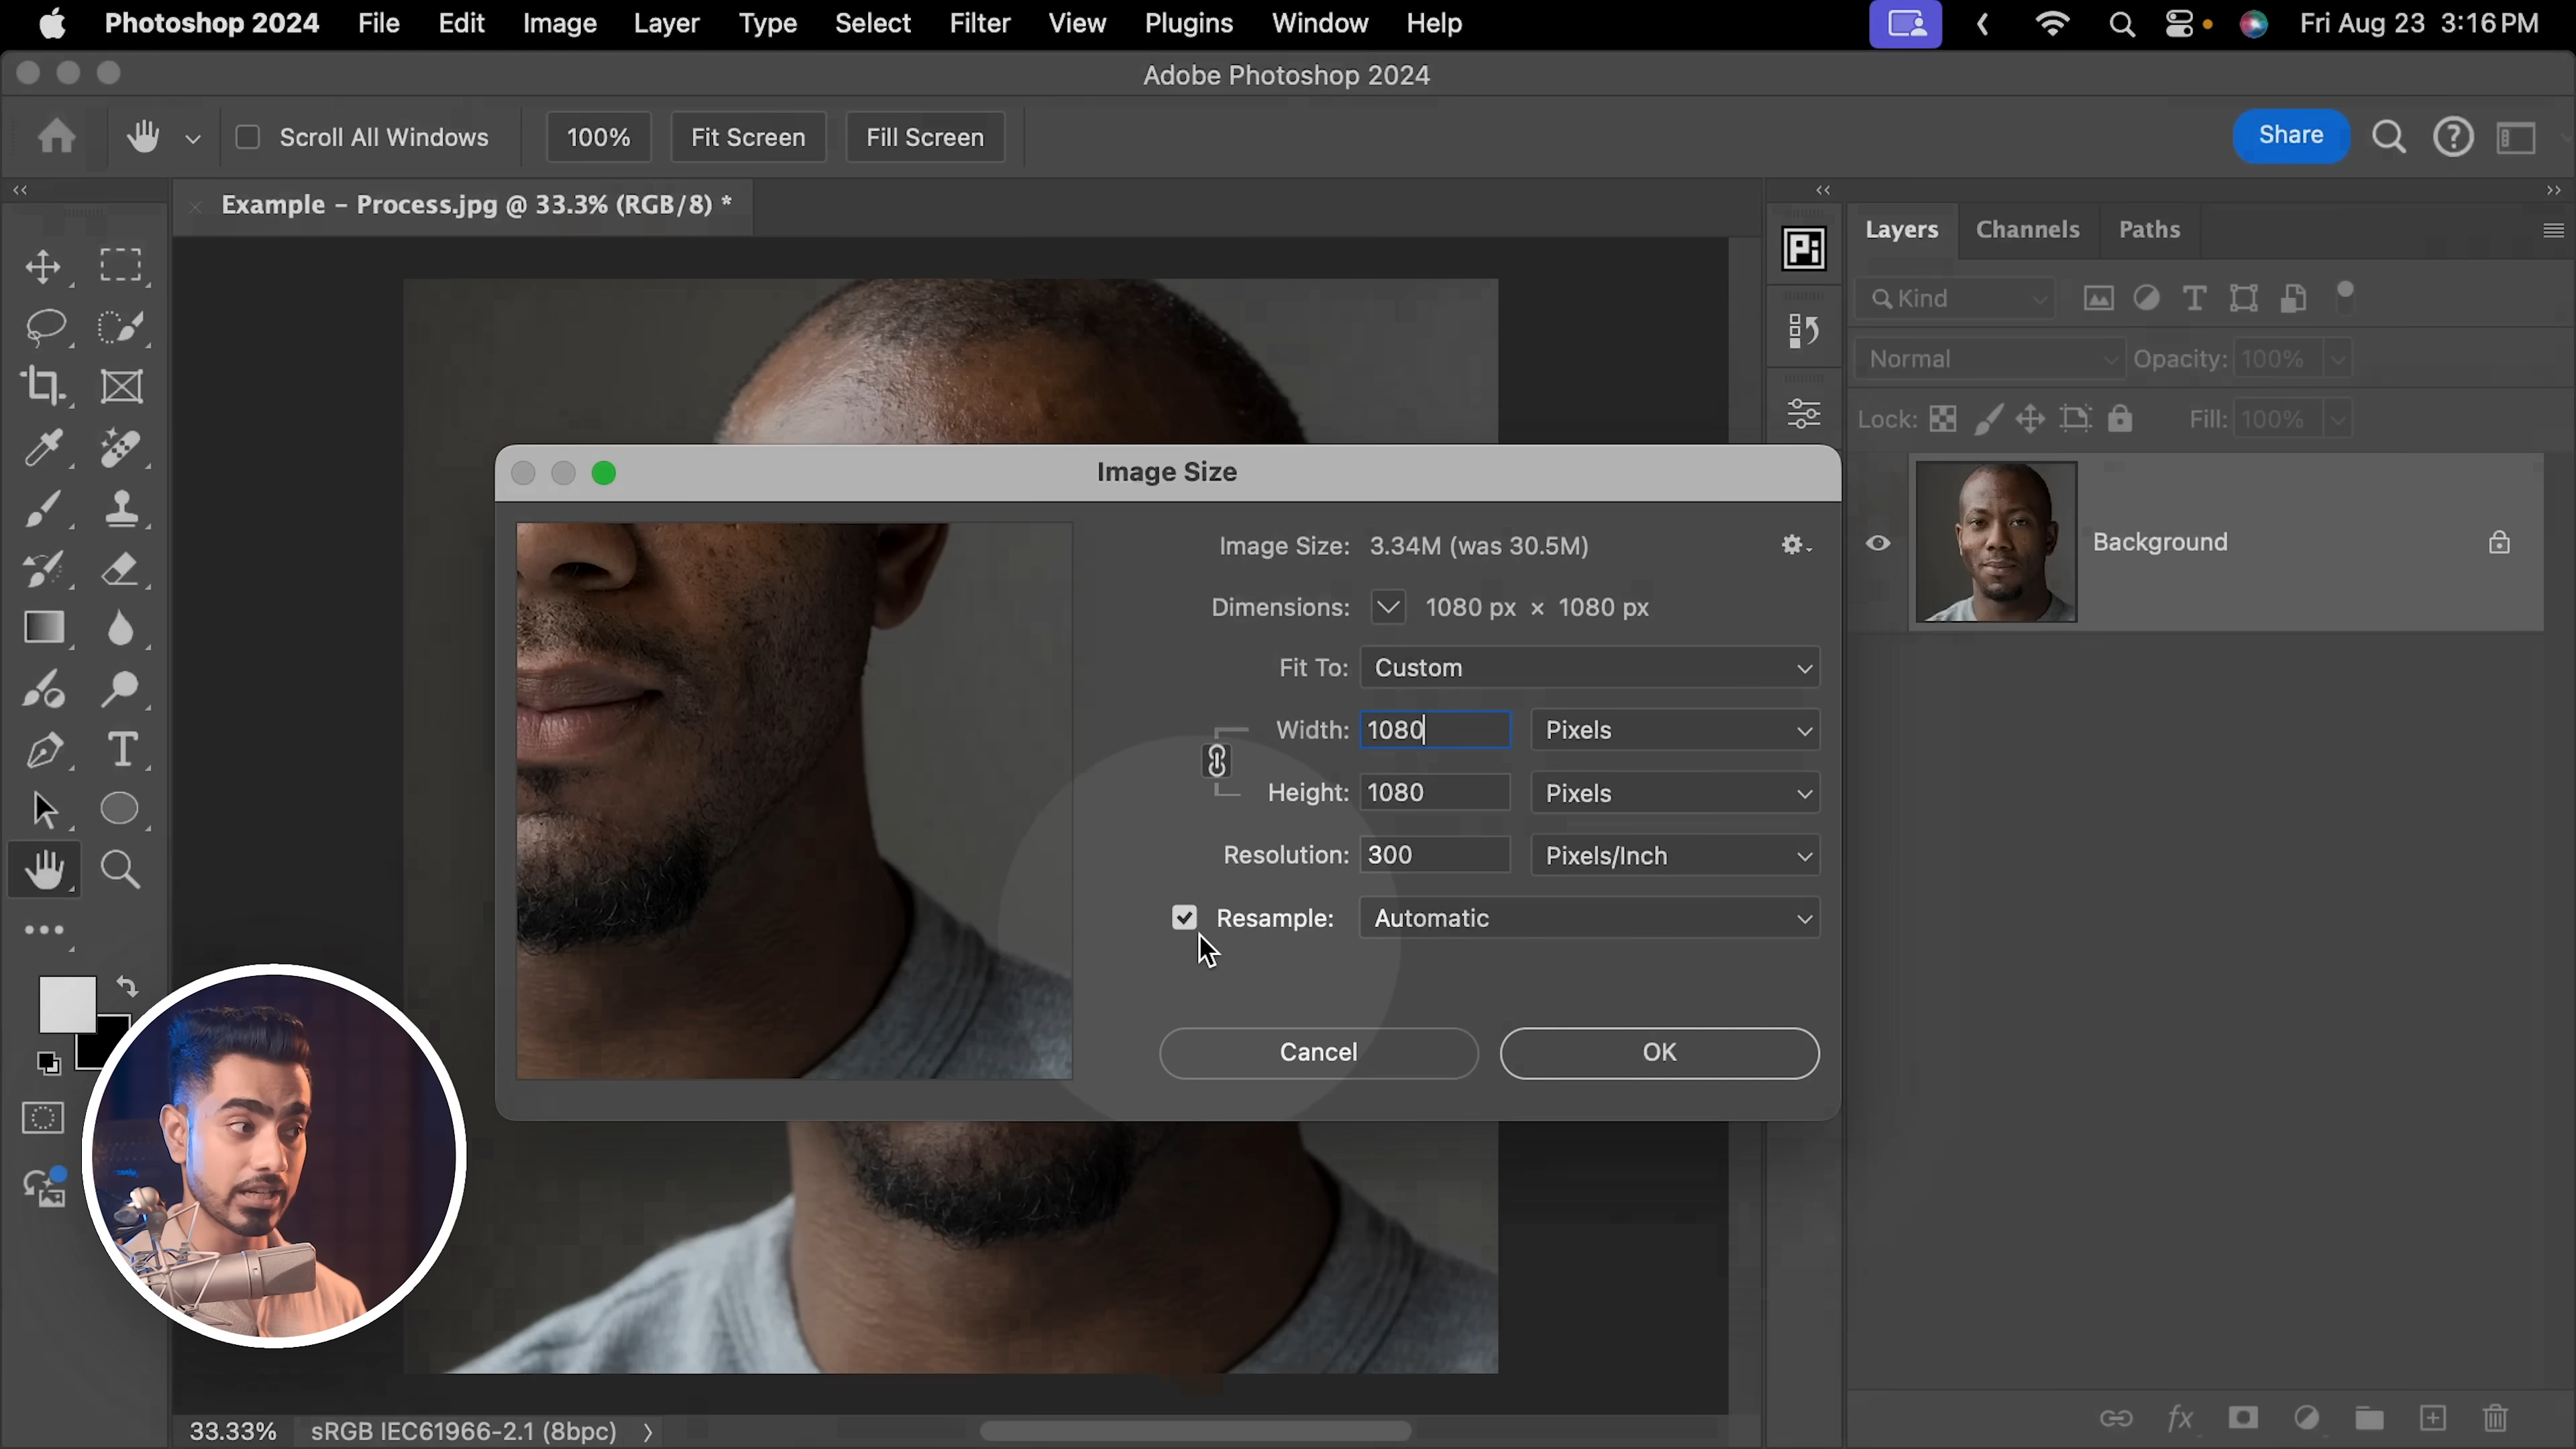 Photoshop 2024 File Edit Image Layer Type Select Filter View Plugins Window Help Fri Aug 23 3:16 PM
Adobe Photoshop 2024
Scroll All Windows 100% Fit Screen Fill Screen Share
Example – Process.jpg @ 33.3% (RGB/8) *
Pi
Layers Channels Paths
Kind
Normal Opacity: 100%
Lock: Fill: 100%
Background
Image Size
Image Size: 3.34M (was 30.5M)
Dimensions: 1080 px × 1080 px
Fit To: Custom
Width: 1080 Pixels
Height: 1080 Pixels
Resolution: 300 Pixels/Inch
Resample: Automatic
Cancel OK
33.33% sRGB IEC61966-2.1 (8bpc)
fx